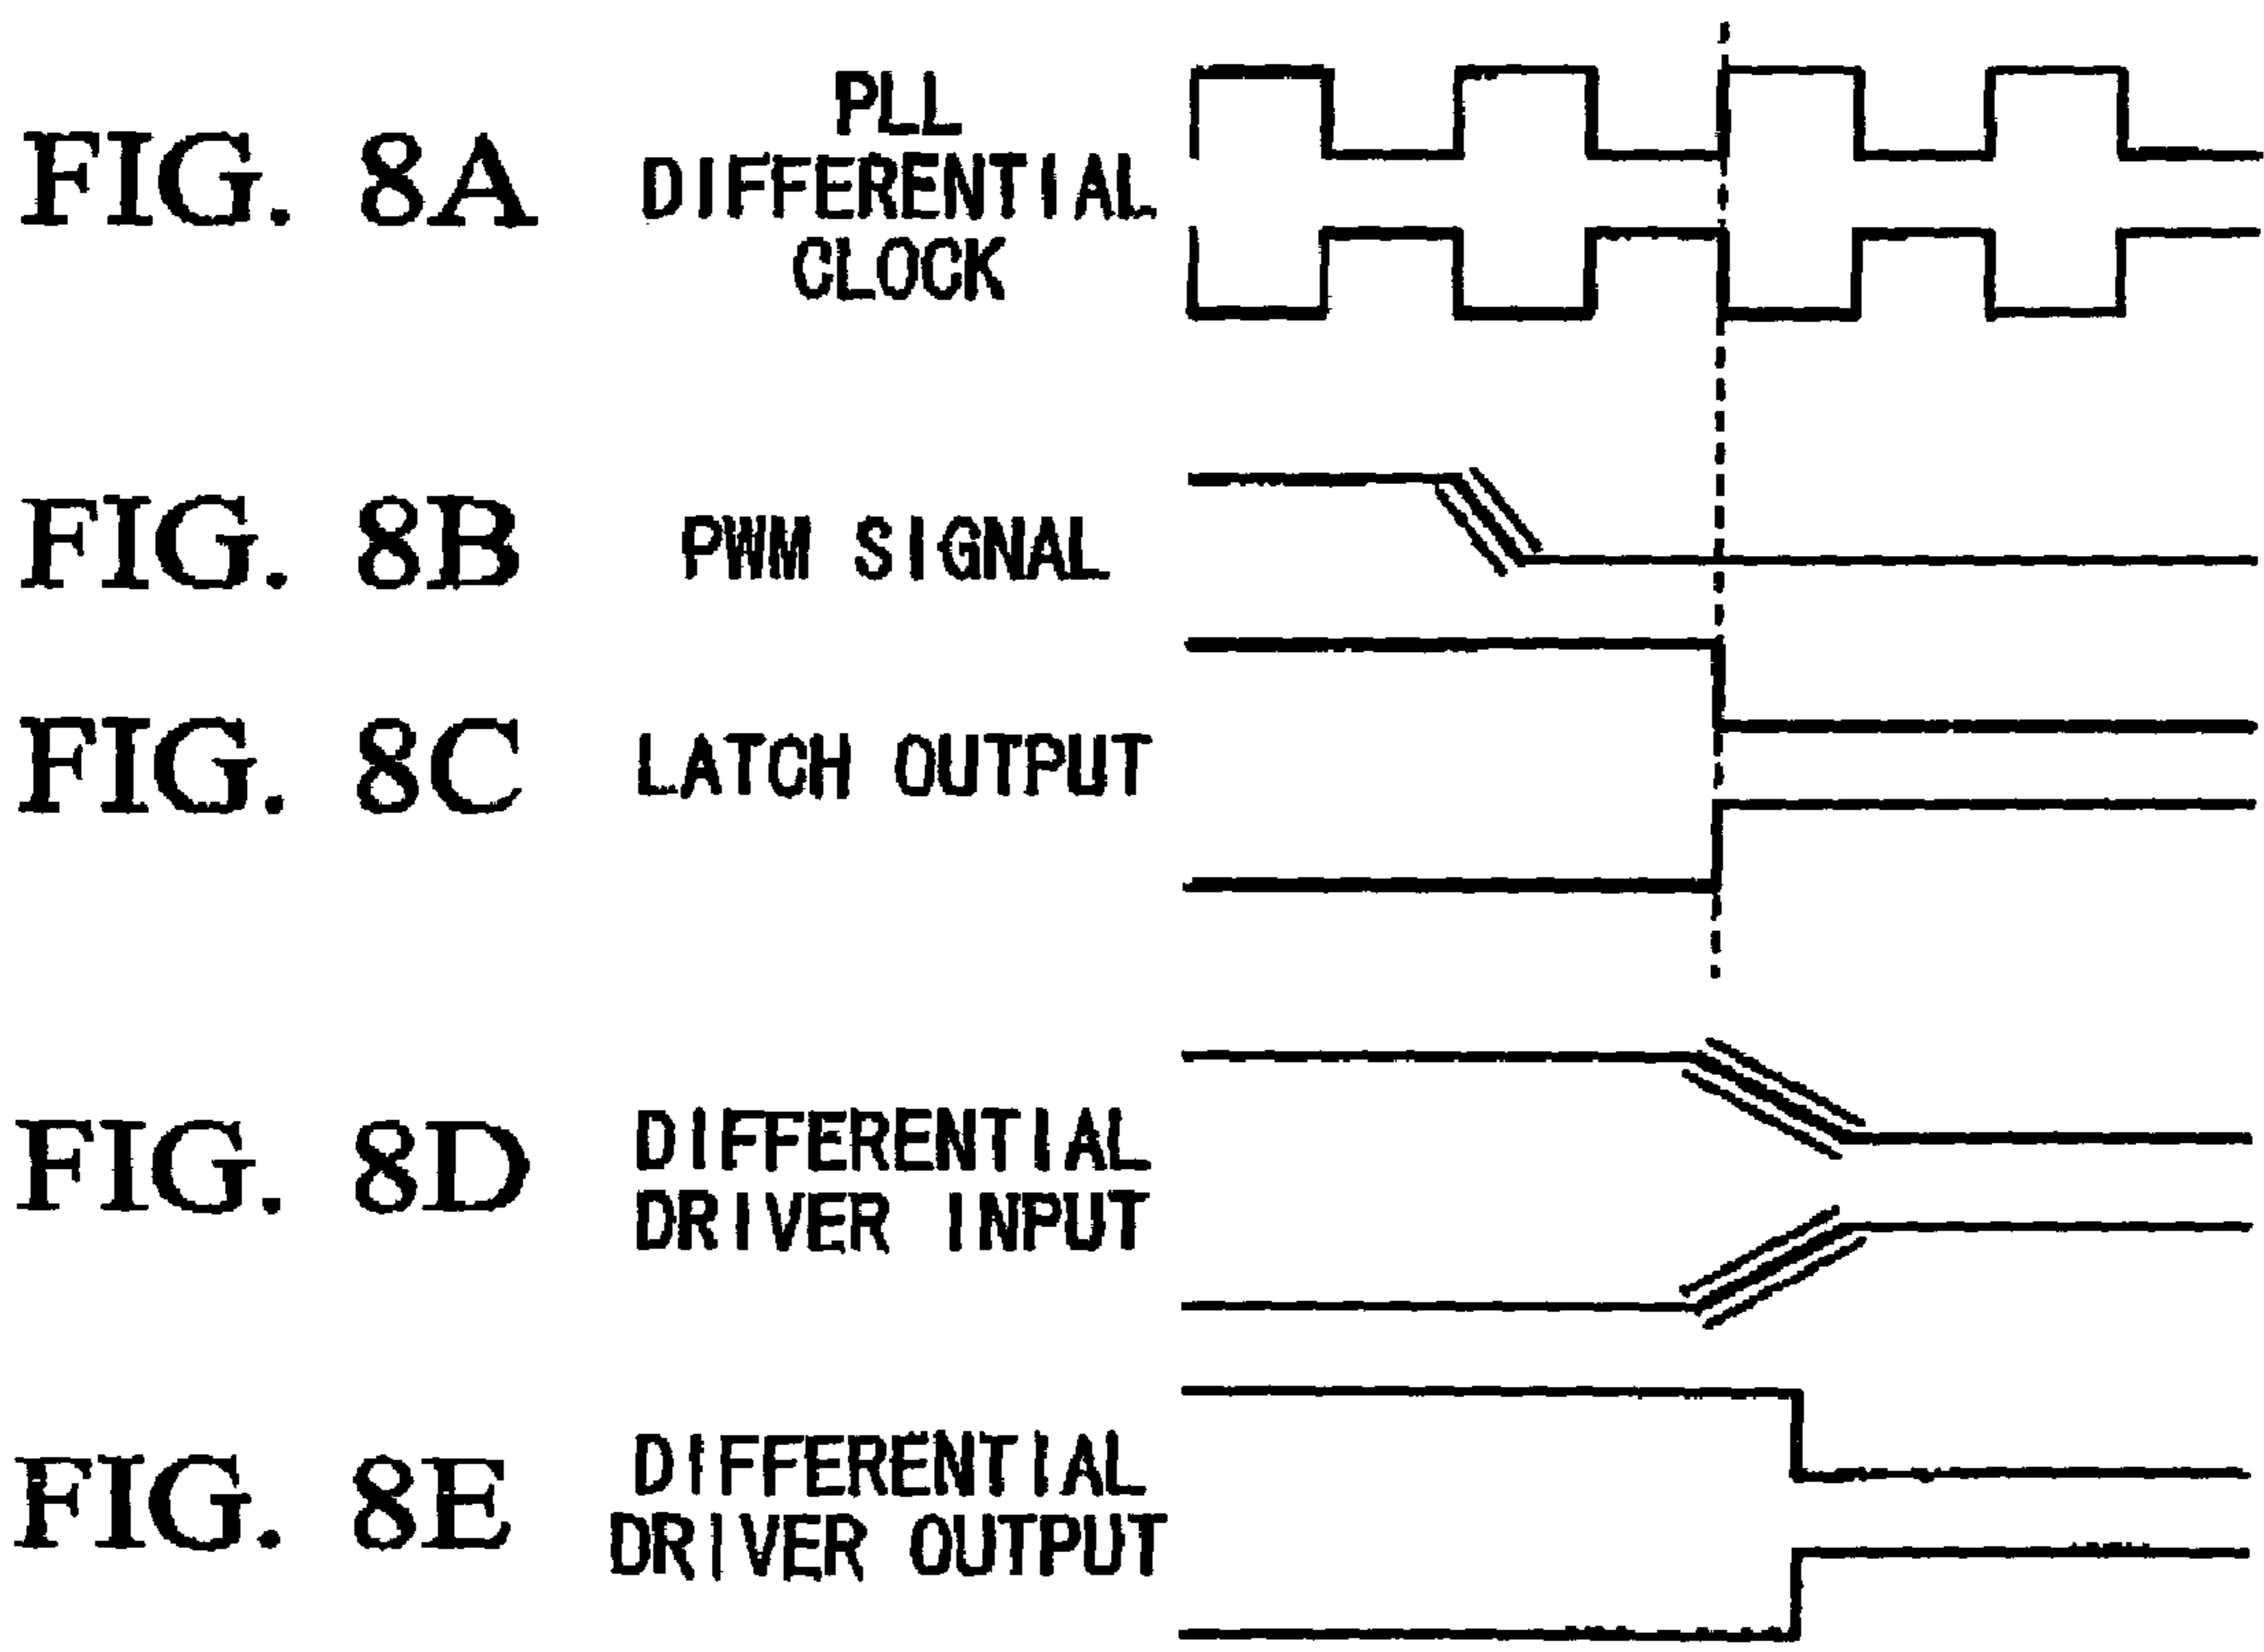 FIG. 8A
PLL
DIFFERENTIAL
CLOCK
FIG. 8B
PWM SIGNAL
FIG. 8C
LATCH OUTPUT
FIG. 8D
DIFFERENTIAL
DRIVER INPUT
FIG. 8E
DIFFERENTIAL
DRIVER OUTPUT